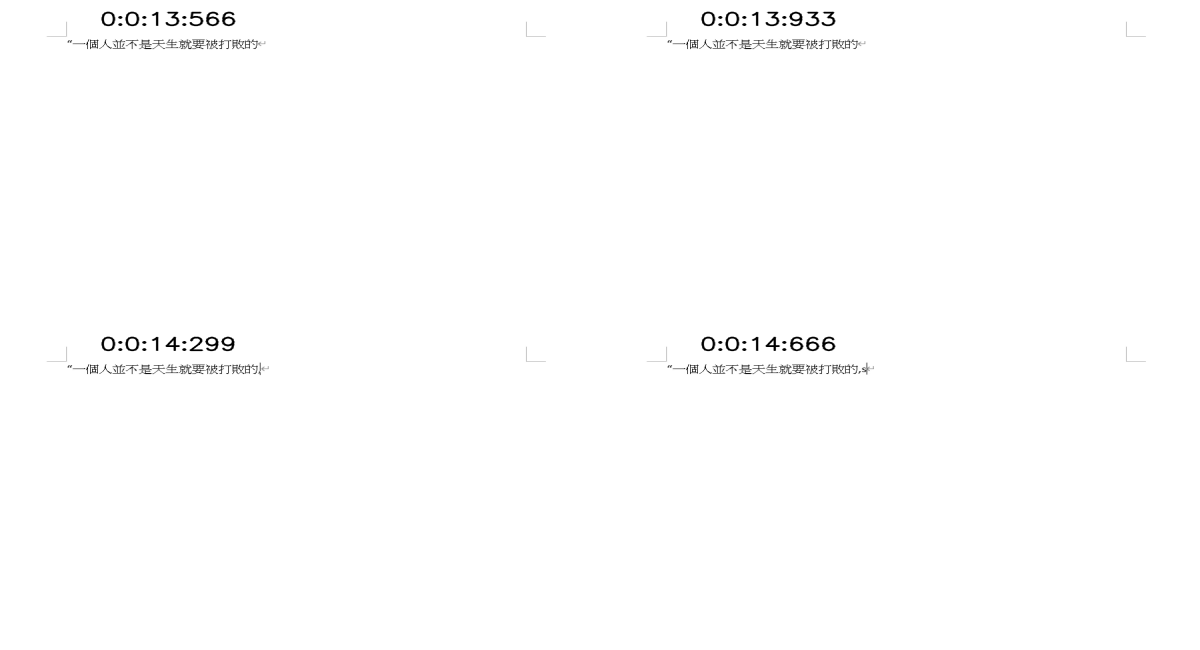 0:0:13:566
“一個人並不是天生就要被打敗的
0:0:13:933
“一個人並不是天生就要被打敗的
0:0:14:299
“一個人並不是天生就要被打敗的,
0:0:14:666
“一個人並不是天生就要被打敗的,s